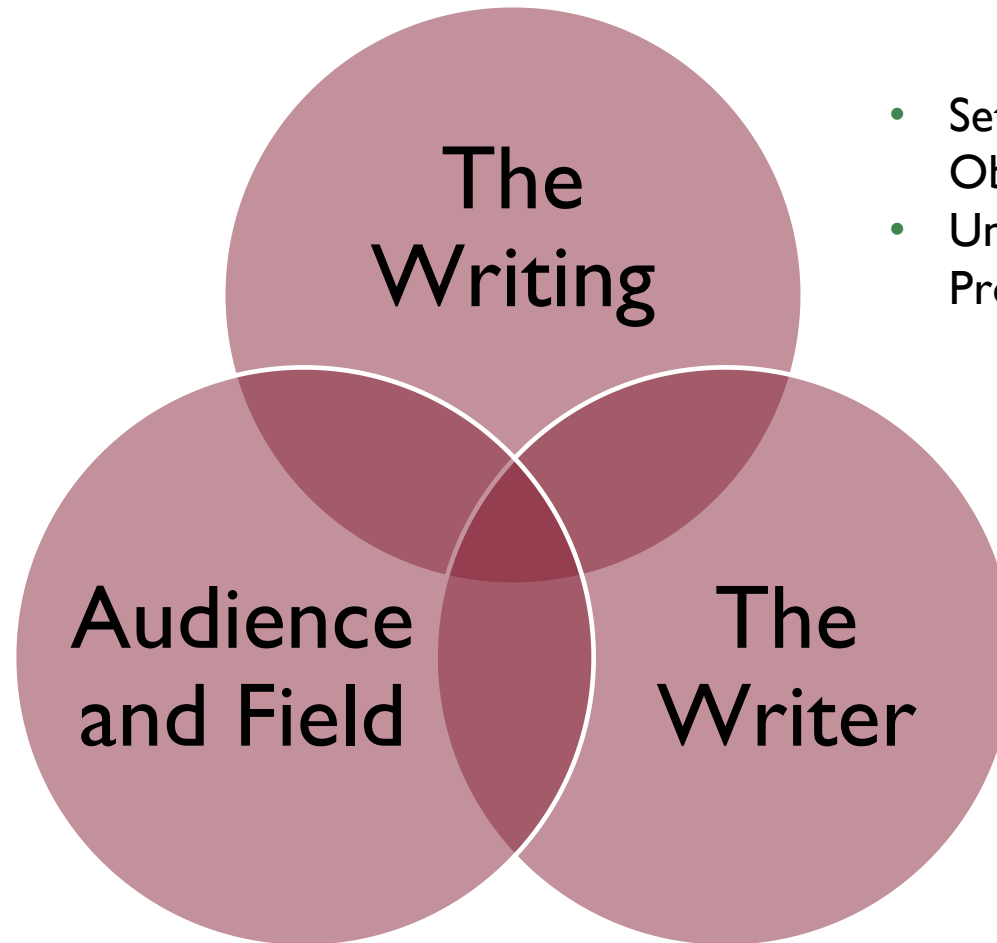 The
Writing
Audience
and Field
The
Writer